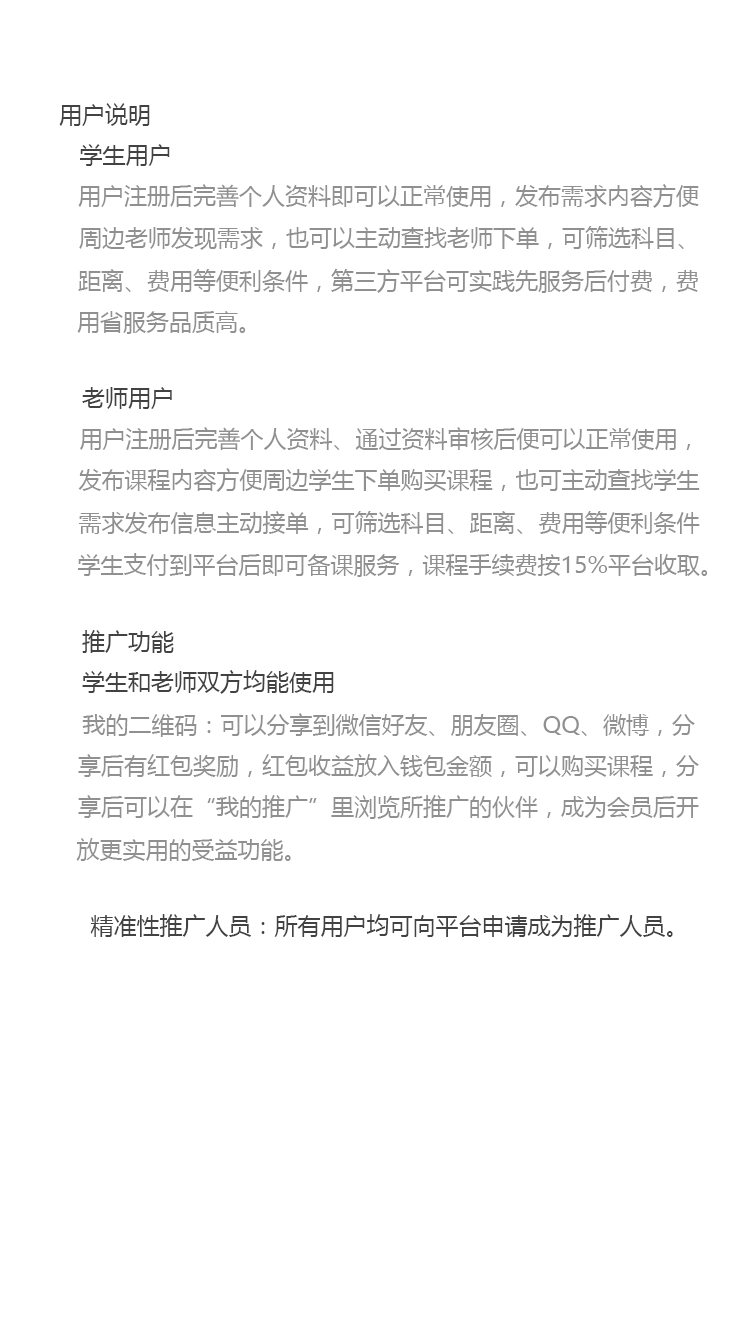 用户说明
学生用户
用户注册后完善个人资料即可以正常使用，发布需求内容方便
周边老师发现需求，也可以主动查找老师下单，可筛选科目、
距离、费用等便利条件，第三方平台可实践先服务后付费，费
用省服务品质高。
老师用户
用户注册后完善个人资料、通过资料审核后便可以正常使用，
发布课程内容方便周边学生下单购买课程，也可主动查找学生
需求发布信息主动接单，可筛选科目、距离、费用等便利条件
学生支付到平台后即可备课服务，课程手续费按15%平台收取。
推广功能
学生和老师双方均能使用
我的二维码：可以分享到微信好友、朋友圈、QQ、微博，分
享后有红包奖励，红包收益放入钱包金额，可以购买课程，分
享后可以在“我的推广”里浏览所推广的伙伴，成为会员后开
放更实用的受益功能。
精准性推广人员：所有用户均可向平台申请成为推广人员。